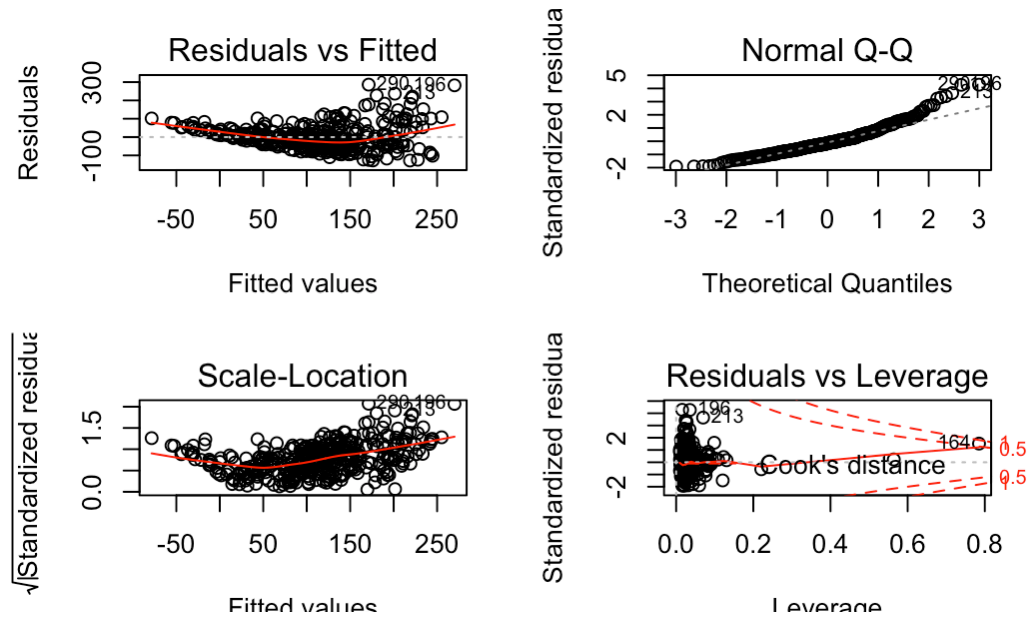 Residuals vs Fitted
Residuals
300
-100
290
196
213
-50 50 150 250
Fitted values
Normal Q-Q
Standardized residua
5
2
-2
290
196
213
-3 -2 -1 0 1 2 3
Theoretical Quantiles
Scale-Location
√|Standardized residua
1.5
0.0
290
196
213
-50 50 150 250
Fitted values
Residuals vs Leverage
Standardized residua
2
-2
196
213
164
Cook's distance
1
0.5
0.5
1
0.0 0.2 0.4 0.6 0.8
Leverage